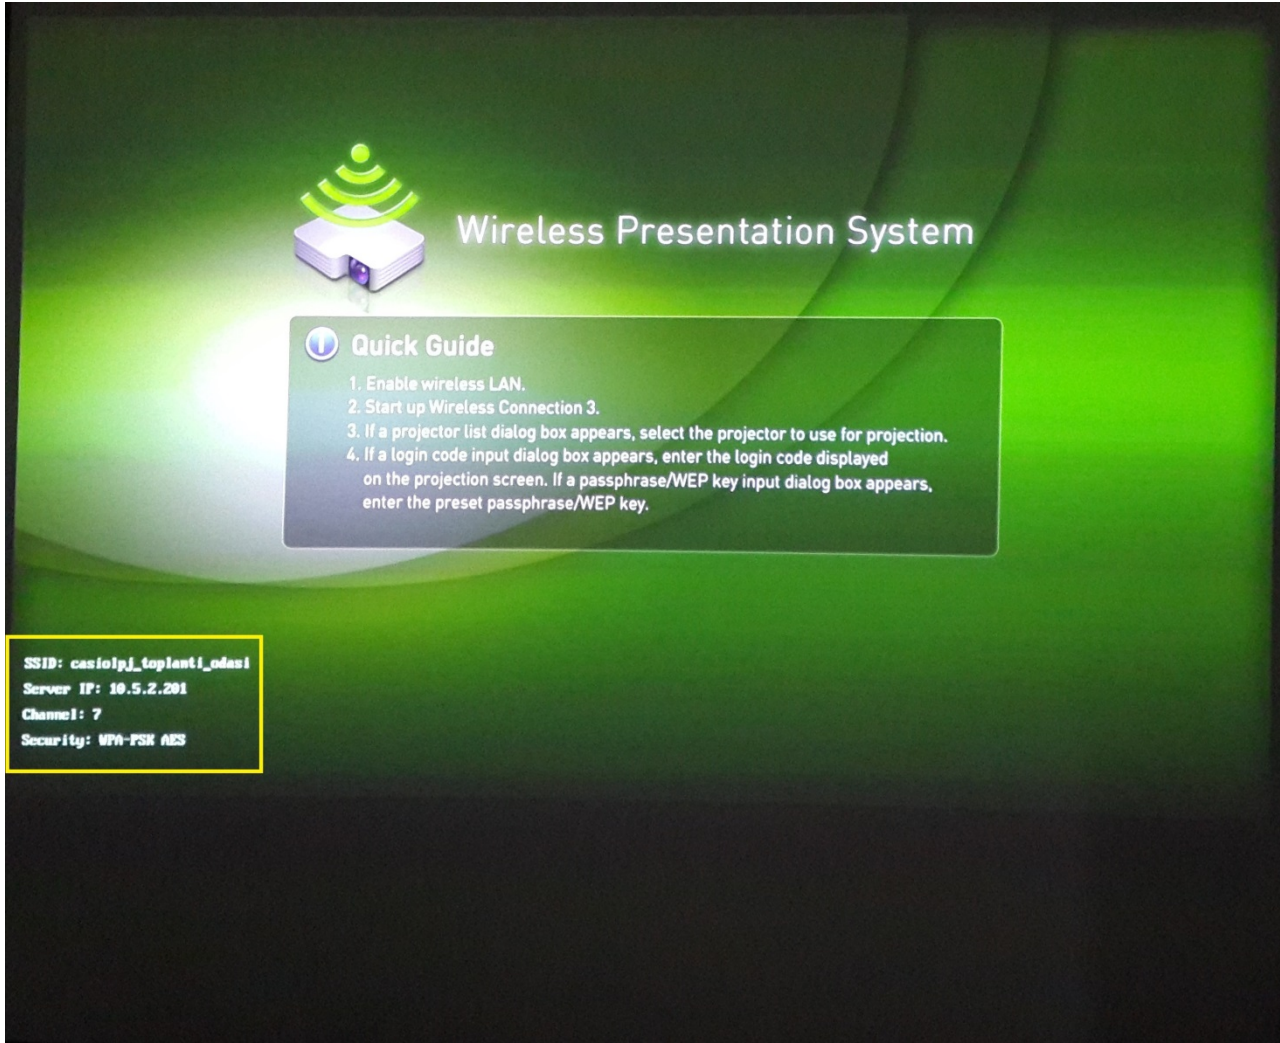 Wireless Presentation System
Quick Guide
1. Enable wireless LAN.
2. Start up Wireless Connection 3.
3. If a projector list dialog box appears, select the projector to use for projection.
4. If a login code input dialog box appears, enter the login code displayed
on the projection screen. If a passphrase/WEP key input dialog box appears,
enter the preset passphrase/WEP key.
SSID: casiolpj_toplanti_odasi
Server IP: 10.5.2.201
Channel: 7
Security: WPA-PSK AES